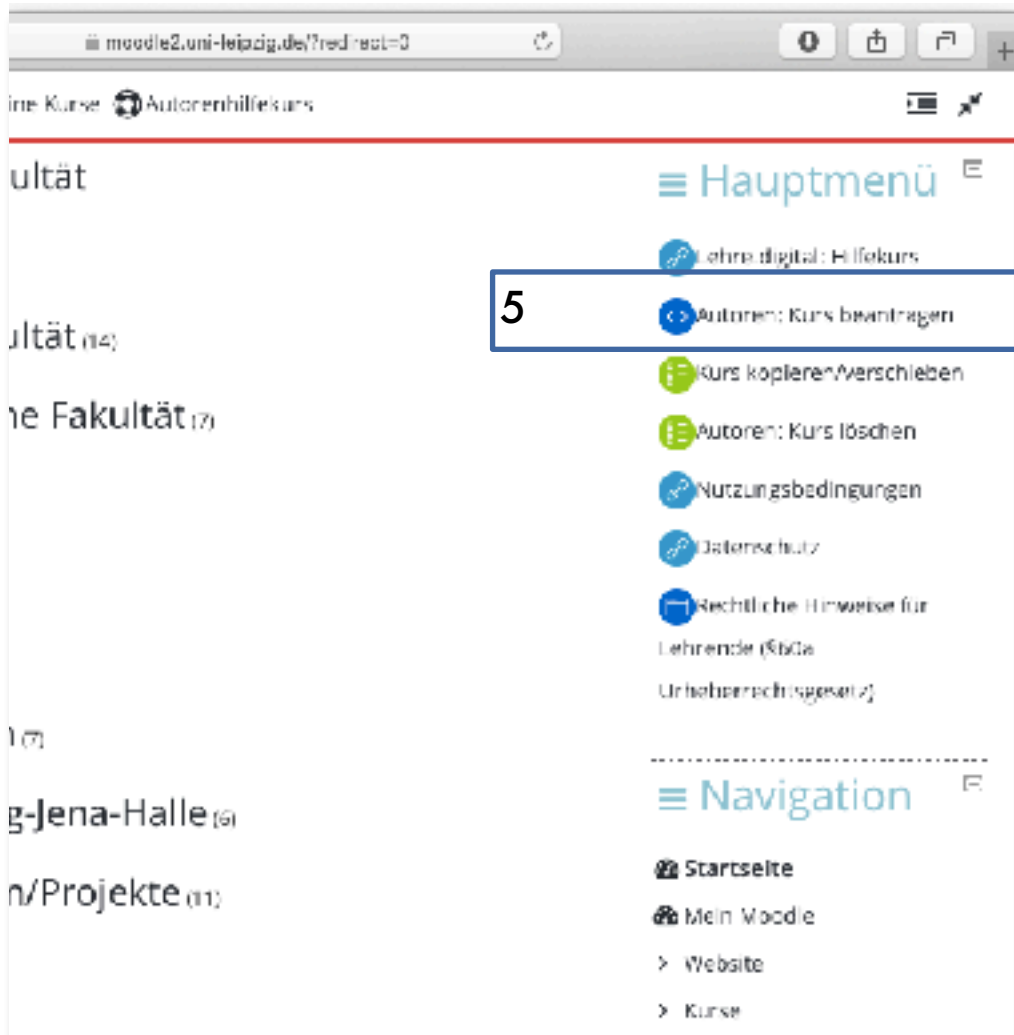 moodle2.uni-leipzig.de/?redirect=0
ine Kurse Autorenhilfekurs
ultät
ultät (14)
ne Fakultät (7)
n (7)
g-Jena-Halle (6)
n/Projekte (11)
Hauptmenü
Lehre digital: Hilfekurs
5
Autoren: Kurs beantragen
Kurs kopieren/verschieben
Autoren: Kurs löschen
Nutzungsbedingungen
Datenschutz
Rechtliche Hinweise für
Lehrende (§60a
Urheberrechtsgesetz)
Navigation
Startseite
Mein Moodle
> Website
> Kurse